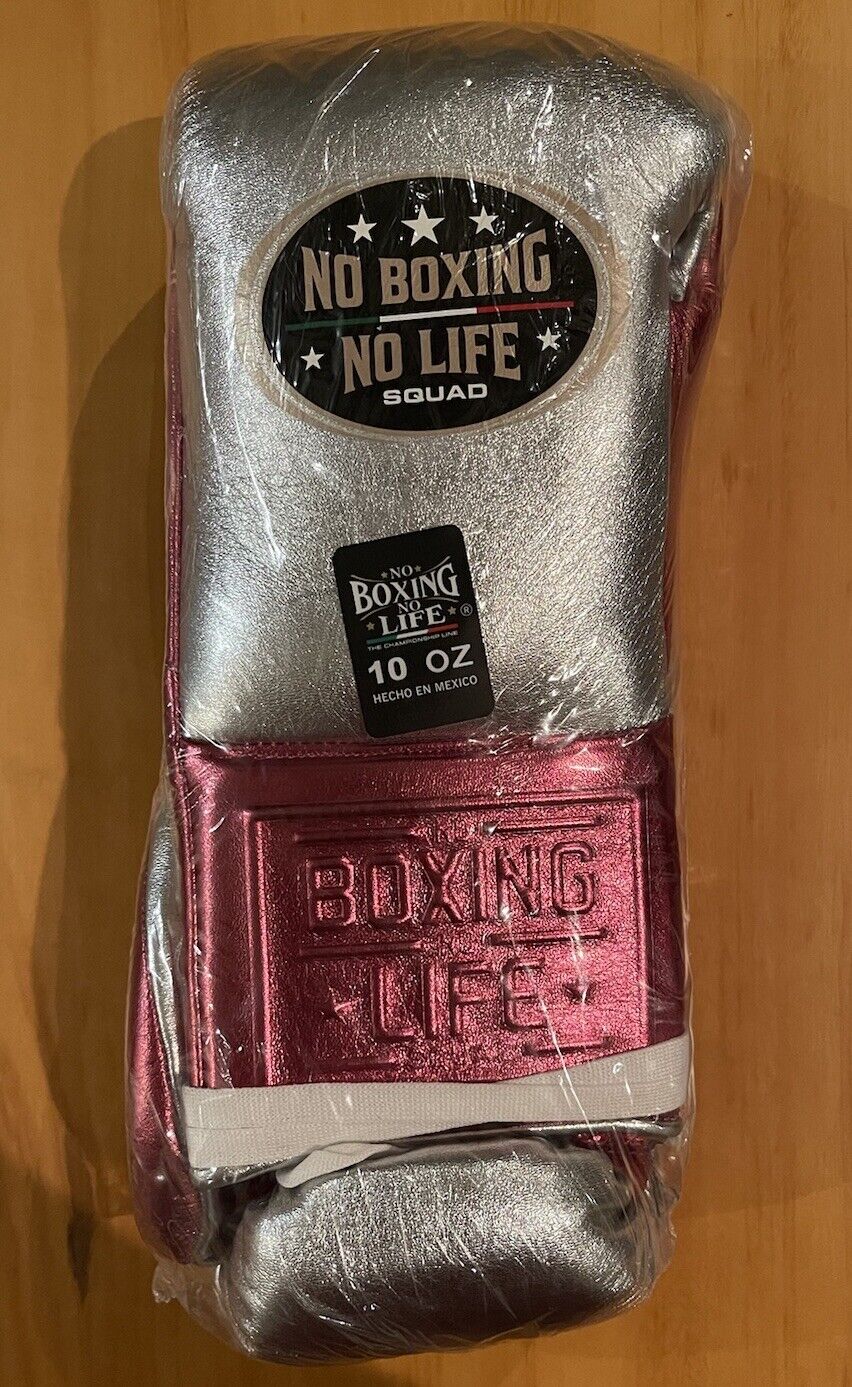 NO BOXING
NO LIFE
SQUAD
NO
BOXING
NO
LIFE ®
THE CHAMPIONSHIP LINE
10 OZ
HECHO EN MEXICO
BOXING
LIFE